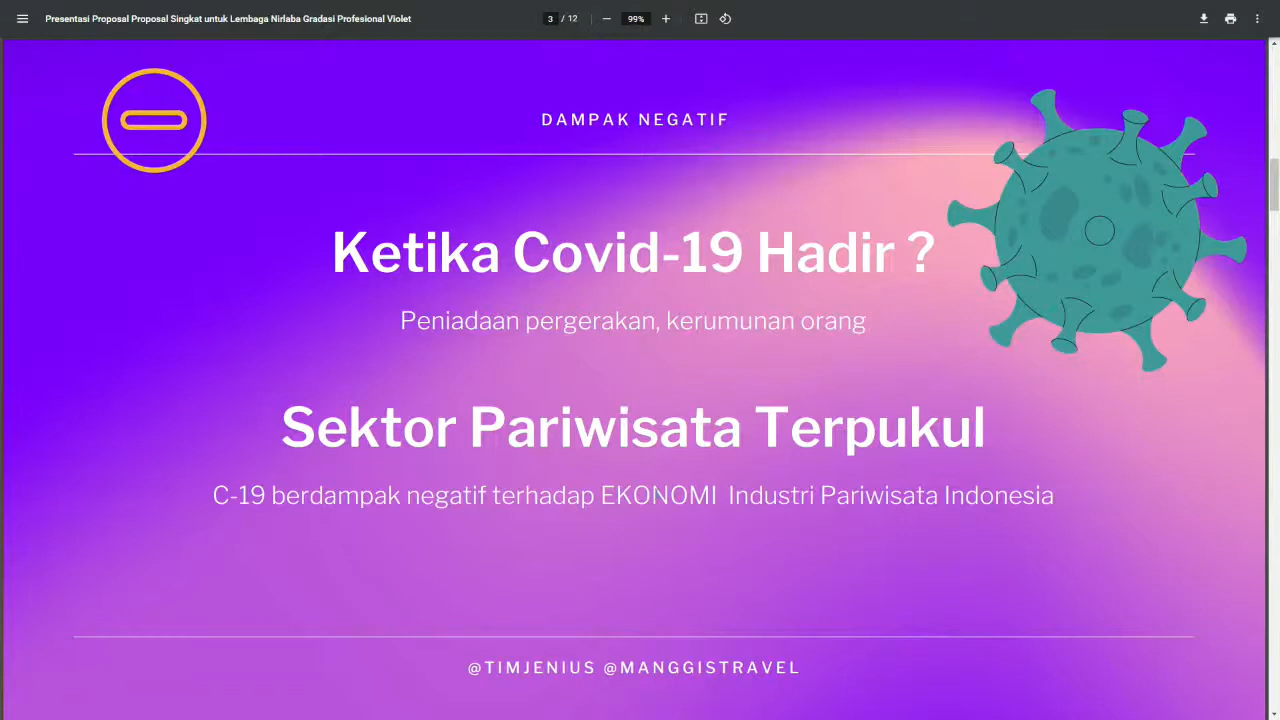 Presentasi Proposal Proposal Singkat untuk Lembaga Nirlaba Gradasi Profesional Violet
3 / 12
99%
DAMPAK NEGATIF
Ketika Covid-19 Hadir ?
Peniadaan pergerakan, kerumunan orang
Sektor Pariwisata Terpukul
C-19 berdampak negatif terhadap EKONOMI Industri Pariwisata Indonesia
@TIMJENIUS @MANGGISTRAVEL